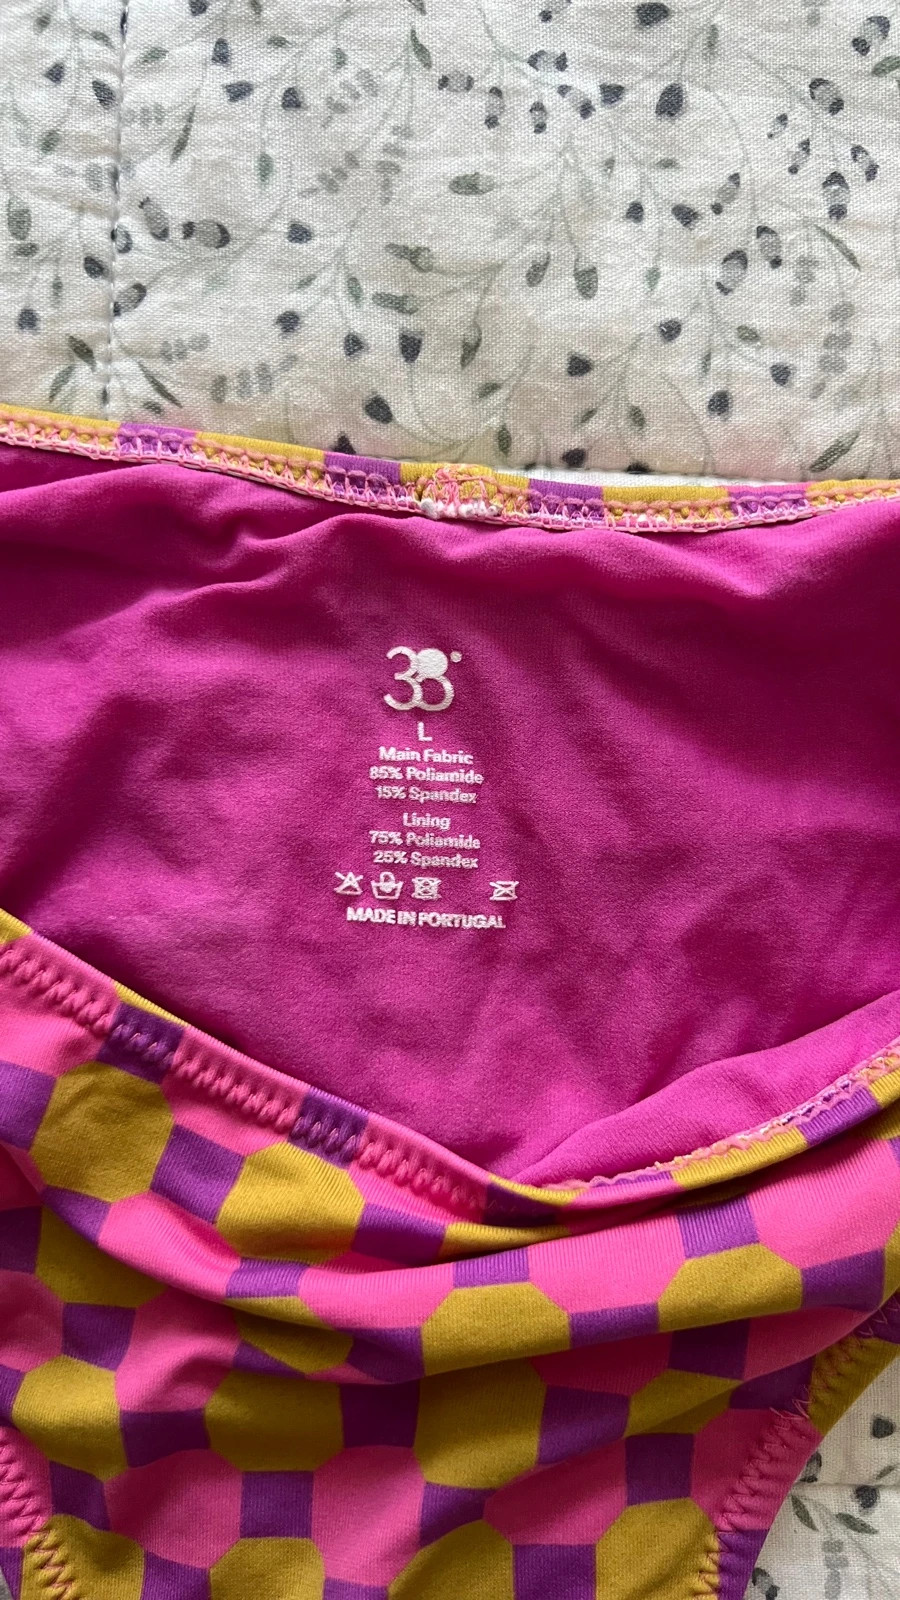 38°
L
Main Fabric
85% Poliamide
15% Spandex
Lining
75% Poliamide
25% Spandex
MADE IN PORTUGAL